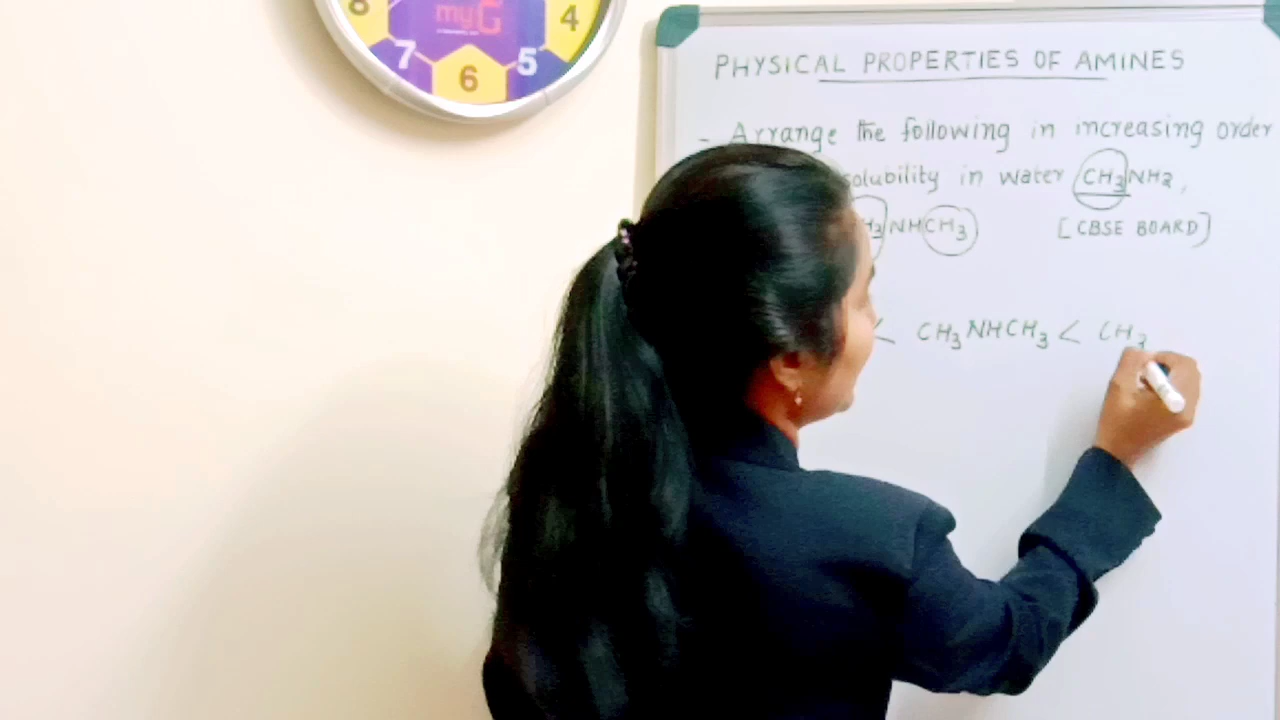 8 myG 4
7 5
6
PHYSICAL PROPERTIES OF AMINES
- Arrange the following in increasing order
solubility in water CH3NH2,
H3NHCH3 [CBSE BOARD]
< CH3NHCH3 < CH3